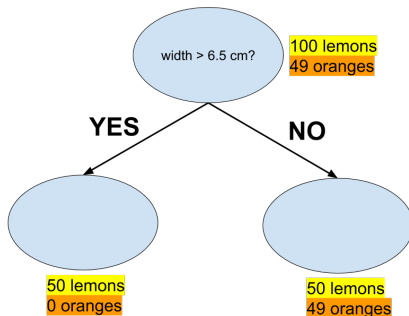 width > 6.5 cm?
100 lemons
49 oranges
YES
NO
50 lemons
0 oranges
50 lemons
49 oranges